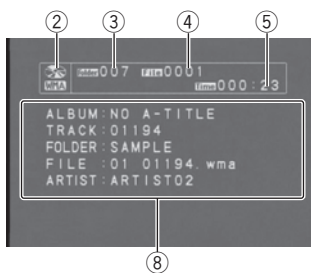 ② ③ ④ ⑤
Folder 007 File 0001
WMA Time 000:23
ALBUM:NO A-TITLE
TRACK:01194
FOLDER:SAMPLE
FILE :01 01194.wma
ARTIST:ARTIST02
⑧